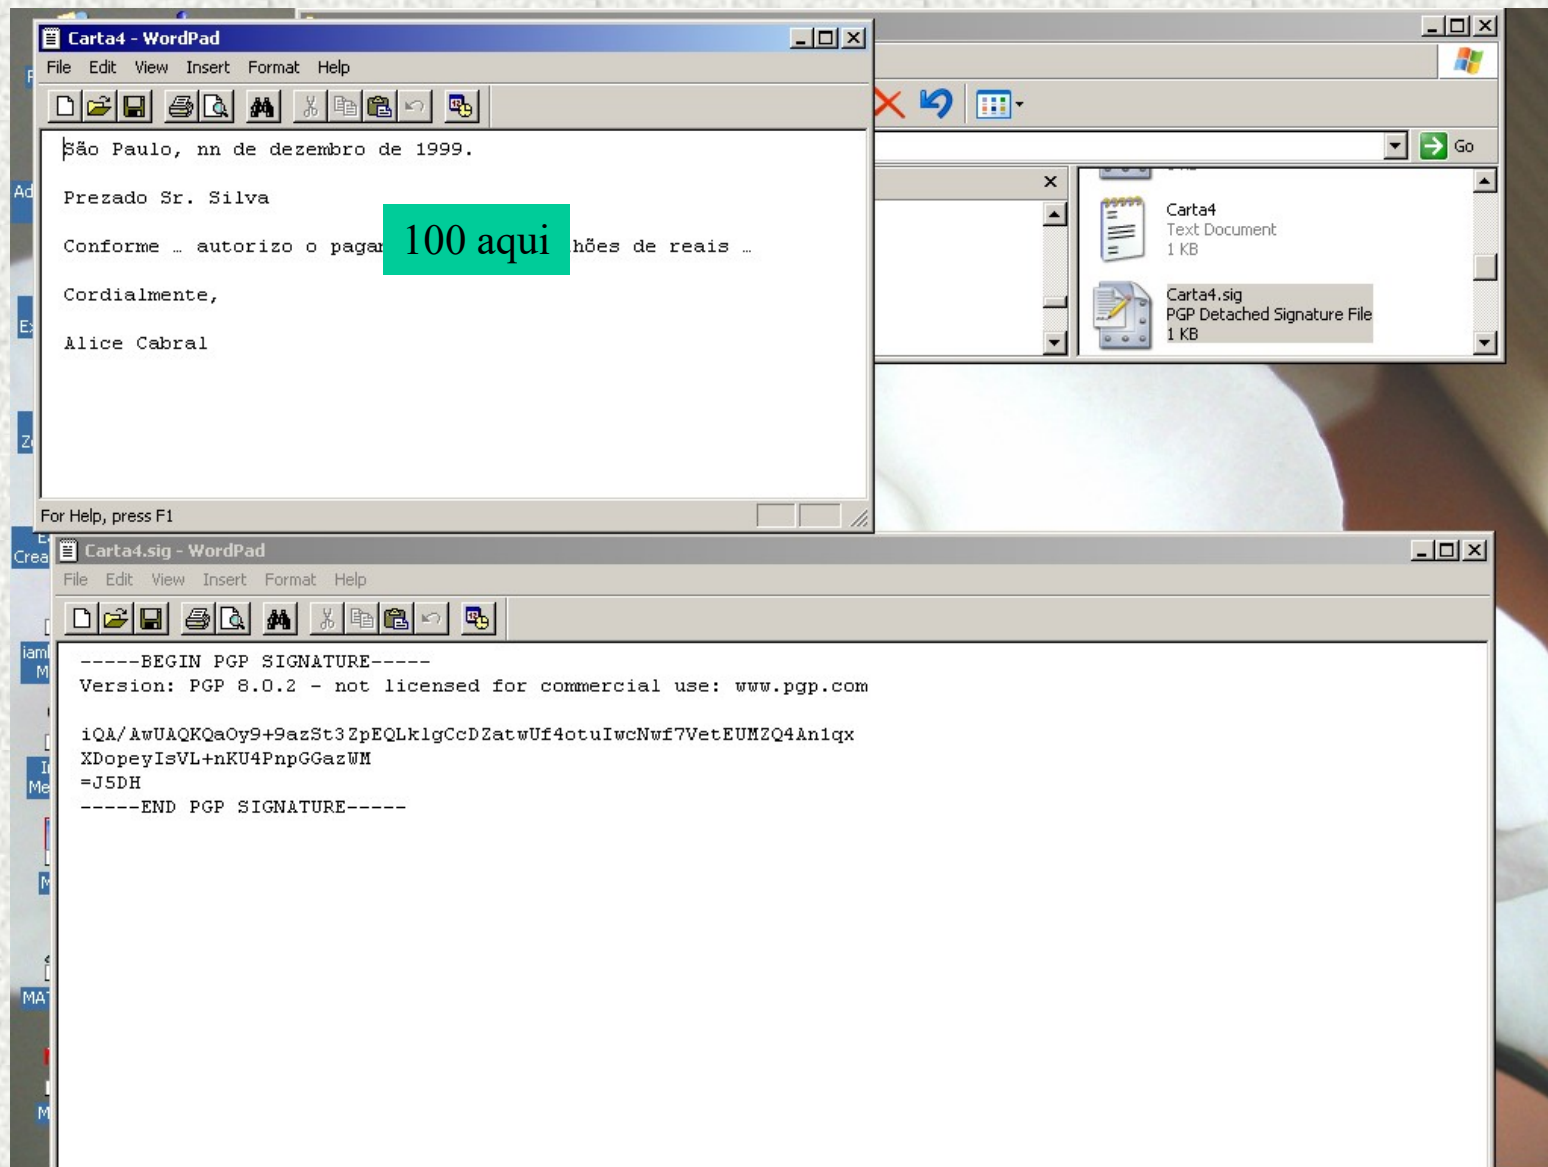 Carta4 - WordPad
File Edit View Insert Format Help
São Paulo, nn de dezembro de 1999.
Prezado Sr. Silva
Conforme … autorizo o
100 aqui
de reais …
Cordialmente,
Alice Cabral
For Help, press F1
Go
Carta4
Text Document
1 KB
Carta4.sig
PGP Detached Signature File
1 KB
Carta4.sig - WordPad
File Edit View Insert Format Help
-----BEGIN PGP SIGNATURE-----
Version: PGP 8.0.2 - not licensed for commercial use: www.pgp.com
iQA/AwUAQKQaOy9+9azSt3ZpEQLklgCcDZatwUf4otuIwcNwf7VetEUMZQ4An1qx
XDopeyIsVL+nKU4PnpGGazWM
=J5DH
-----END PGP SIGNATURE-----